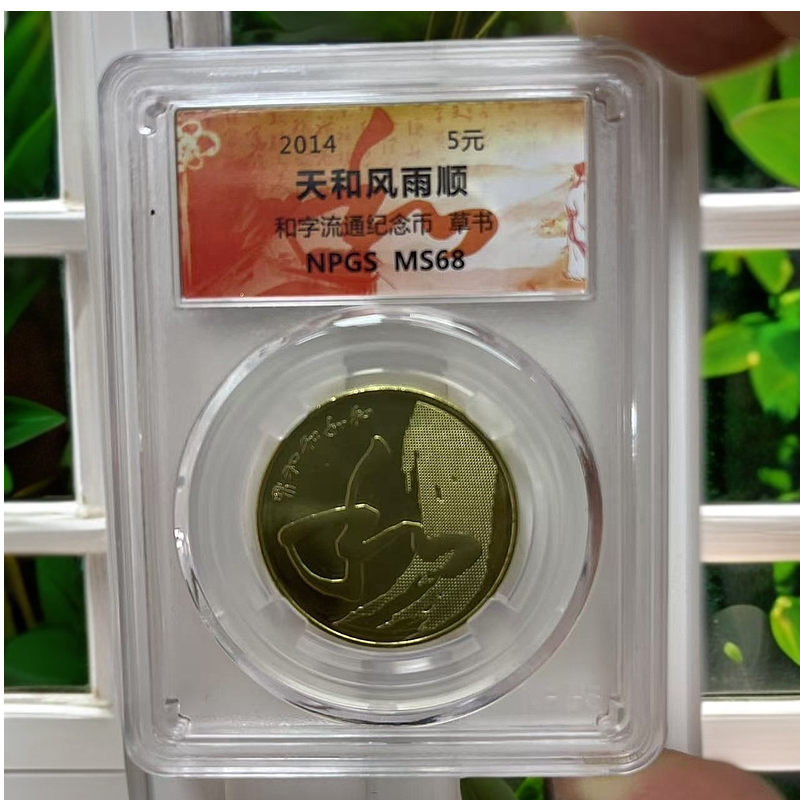 2014 5元
天和风雨顺
和字流通纪念币 草书
NPGS MS68